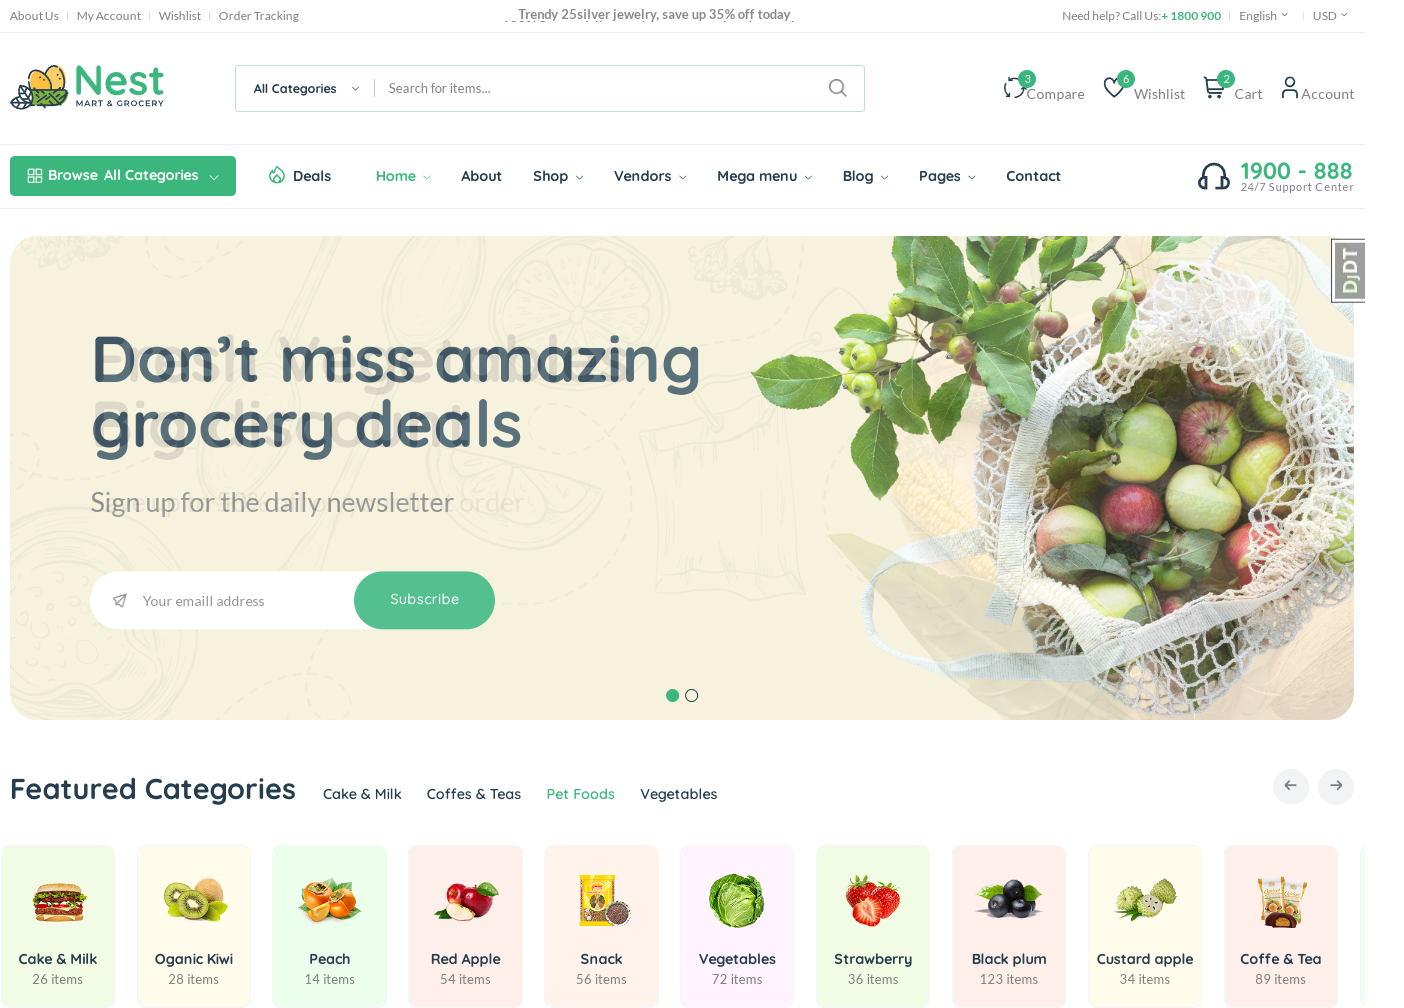 About Us My Account Wishlist Order Tracking
Trendy 25silver jewelry, save up 35% off today
Need help? Call Us:+ 1800 900 English USD
Nest
MART & GROCERY
All Categories Search for items...
3 Compare 6 Wishlist 2 Cart Account
Browse All Categories Deals Home About Shop Vendors Mega menu Blog Pages Contact
1900 - 888
24/7 Support Center
DjDT
Don’t miss amazing
grocery deals
Sign up for the daily newsletter
Your emaill address Subscribe
Featured Categories Cake & Milk Coffes & Teas Pet Foods Vegetables
Cake & Milk Oganic Kiwi Peach Red Apple Snack Vegetables Strawberry Black plum Custard apple Coffe & Tea
26 items 28 items 14 items 54 items 56 items 72 items 36 items 123 items 34 items 89 items